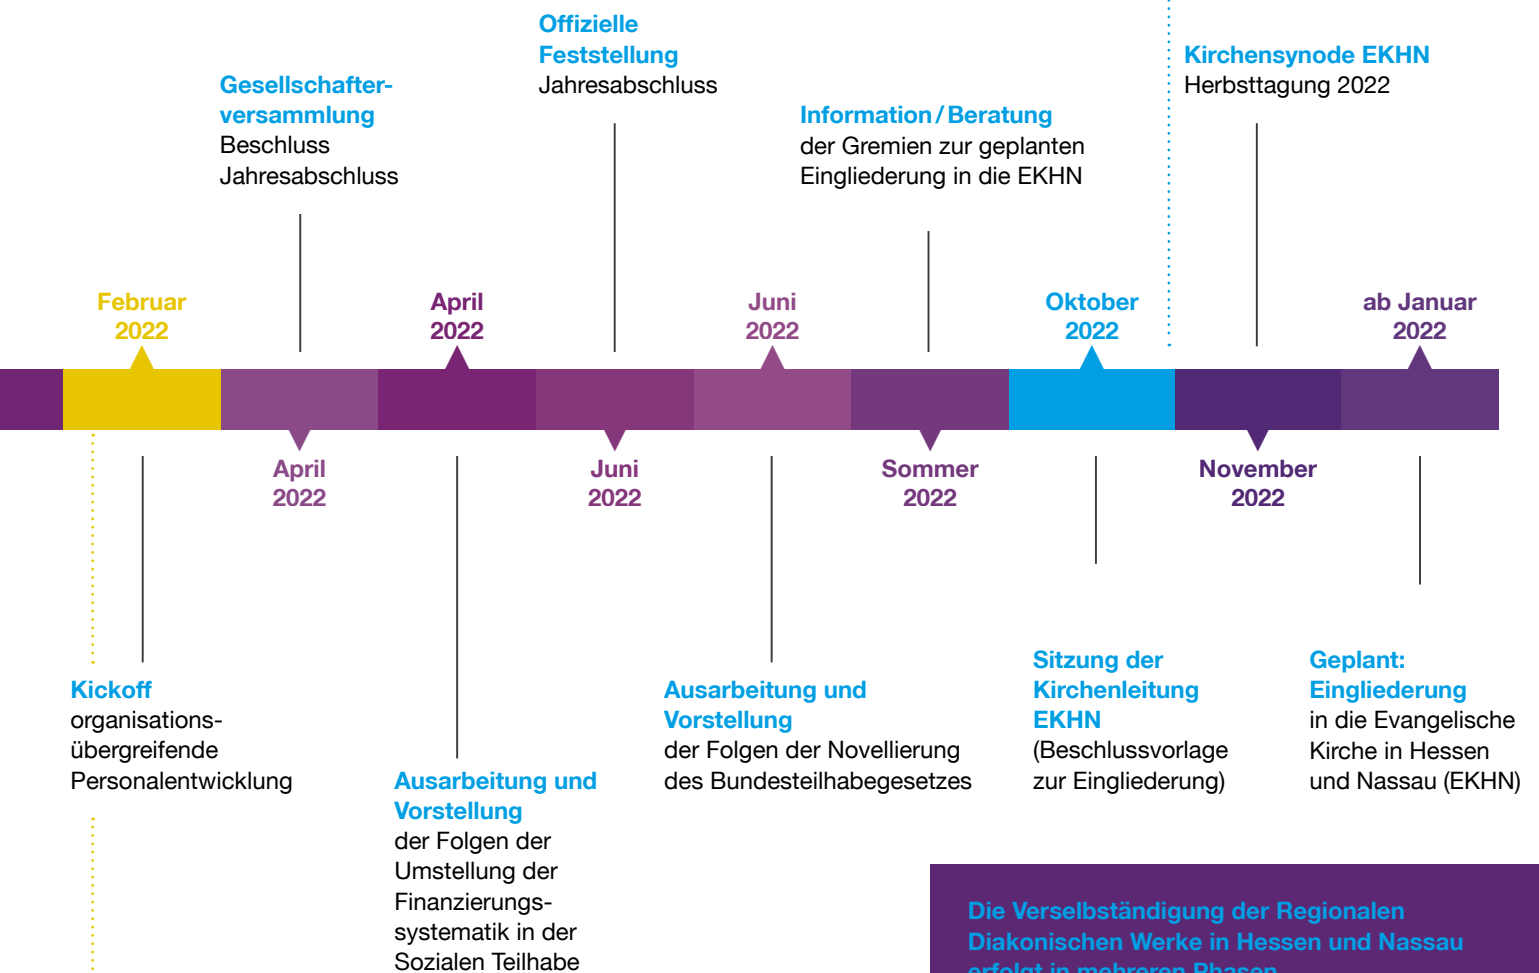 Offizielle
Feststellung
Jahresabschluss
Kirchensynode EKHN
Herbsttagung 2022
Gesellschafter-
versammlung
Beschluss
Jahresabschluss
Information / Beratung
der Gremien zur geplanten
Eingliederung in die EKHN
Februar
2022
April
2022
Juni
2022
Oktober
2022
ab Januar
2022
April
2022
Juni
2022
Sommer
2022
November
2022
Kickoff
organisations-
übergreifende
Personalentwicklung
Ausarbeitung und
Vorstellung
der Folgen der
Umstellung der
Finanzierungs-
systematik in der
Sozialen Teilhabe
Ausarbeitung und
Vorstellung
der Folgen der Novellierung
des Bundesteilhabegesetzes
Sitzung der
Kirchenleitung
EKHN
(Beschlussvorlage
zur Eingliederung)
Geplant:
Eingliederung
in die Evangelische
Kirche in Hessen
und Nassau (EKHN)
Die Verselbständigung der Regionalen
Diakonischen Werke in Hessen und Nassau
erfolgt in mehreren Phasen